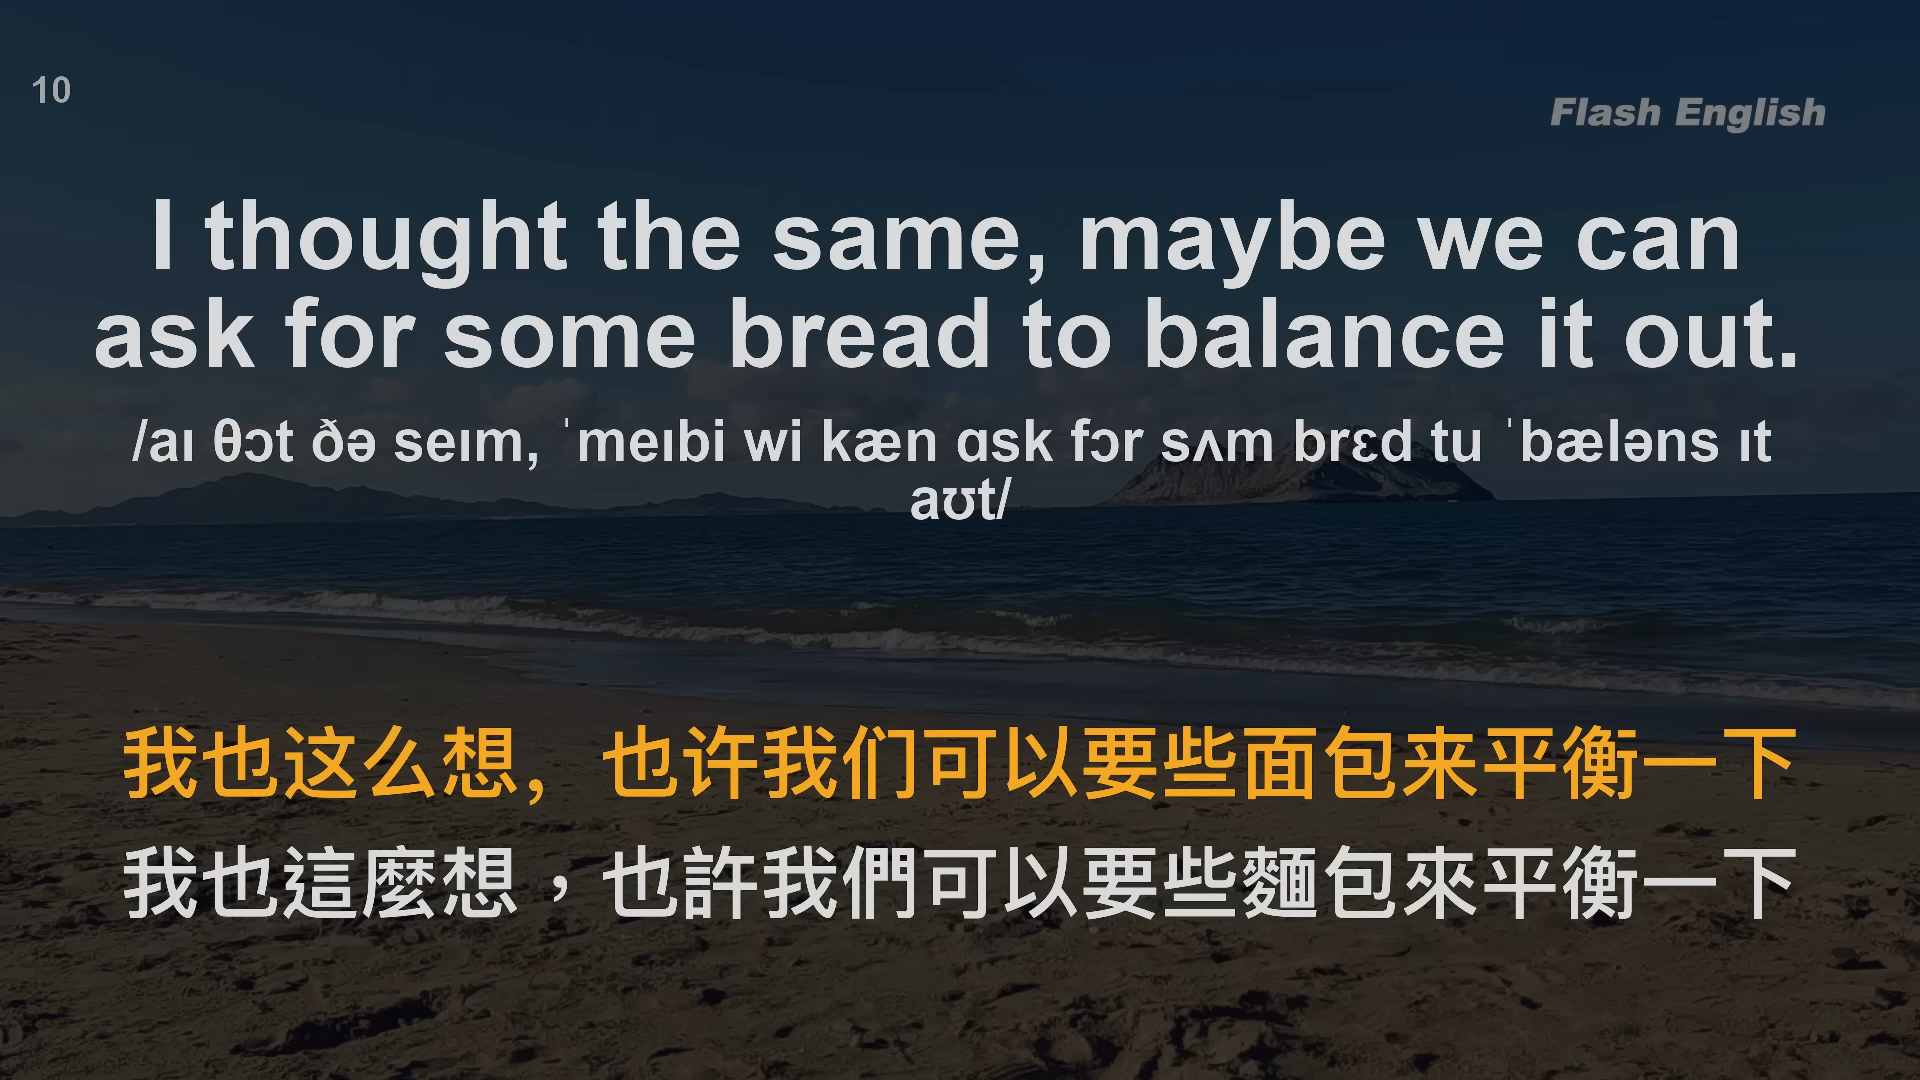 10
Flash English
I thought the same, maybe we can
ask for some bread to balance it out.
/aɪ θɔt ðə seɪm, ˈmeɪbi wi kæn ɑsk fɔr sʌm brɛd tu ˈbæləns ɪt
aʊt/
我也这么想，也许我们可以要些面包来平衡一下
我也這麼想，也許我們可以要些麵包來平衡一下